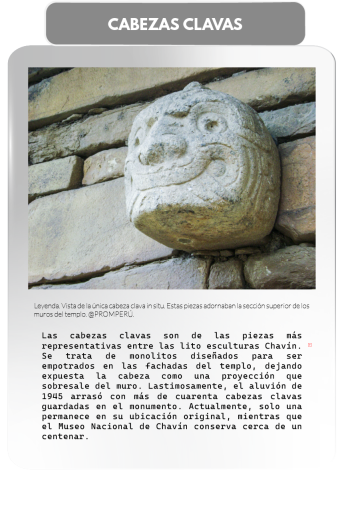 CABEZAS CLAVAS
Leyenda. Vista de la única cabeza clava in situ. Estas piezas adornaban la sección superior de los
muros del templo. @PROMPERÚ.
Las cabezas clavas son de las piezas más
representativas entre las lito esculturas Chavín.
Se trata de monolitos diseñados para ser
empotrados en las fachadas del templo, dejando
expuesta la cabeza como una proyección que
sobresale del muro. Lastimosamente, el aluvión de
1945 arrasó con más de cuarenta cabezas clavas
guardadas en el monumento. Actualmente, solo una
permanece en su ubicación original, mientras que
el Museo Nacional de Chavín conserva cerca de un
centenar.